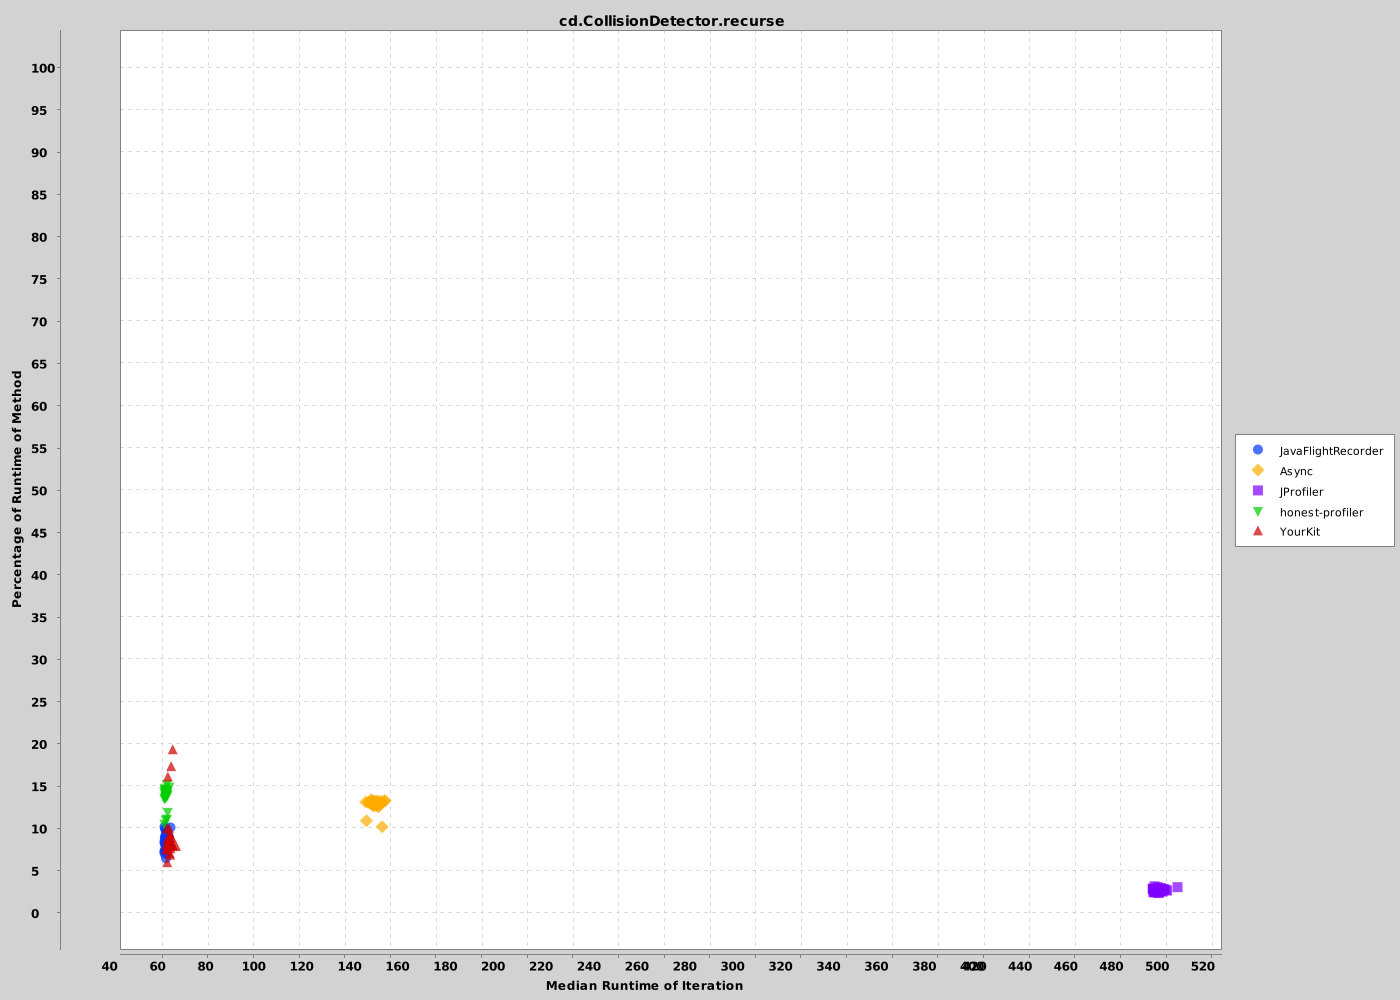 cd.CollisionDetector.recurse
Percentage of Runtime of Method
100
95
90
85
80
75
70
65
60
55
50
45
40
35
30
25
20
15
10
5
0
40 60 80 100 120 140 160 180 200 220 240 260 280 300 320 340 360 380 400 420 440 460 480 500 520
Median Runtime of Iteration
JavaFlightRecorder
Async
JProfiler
honest-profiler
YourKit